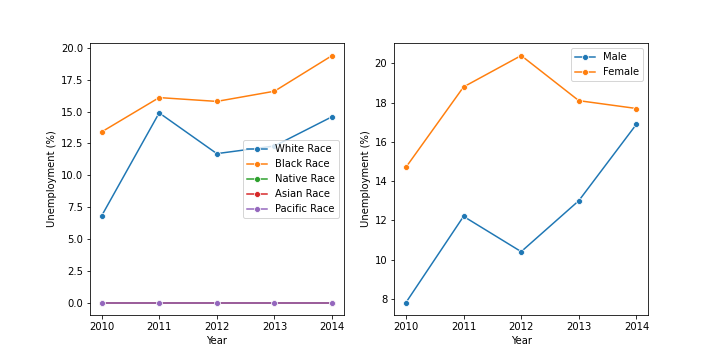 20.0
17.5
15.0
12.5
10.0
7.5
5.0
2.5
0.0
Unemployment (%)
2010 2011 2012 2013 2014
Year
White Race
Black Race
Native Race
Asian Race
Pacific Race
20
18
16
14
12
10
8
Unemployment (%)
2010 2011 2012 2013 2014
Year
Male
Female